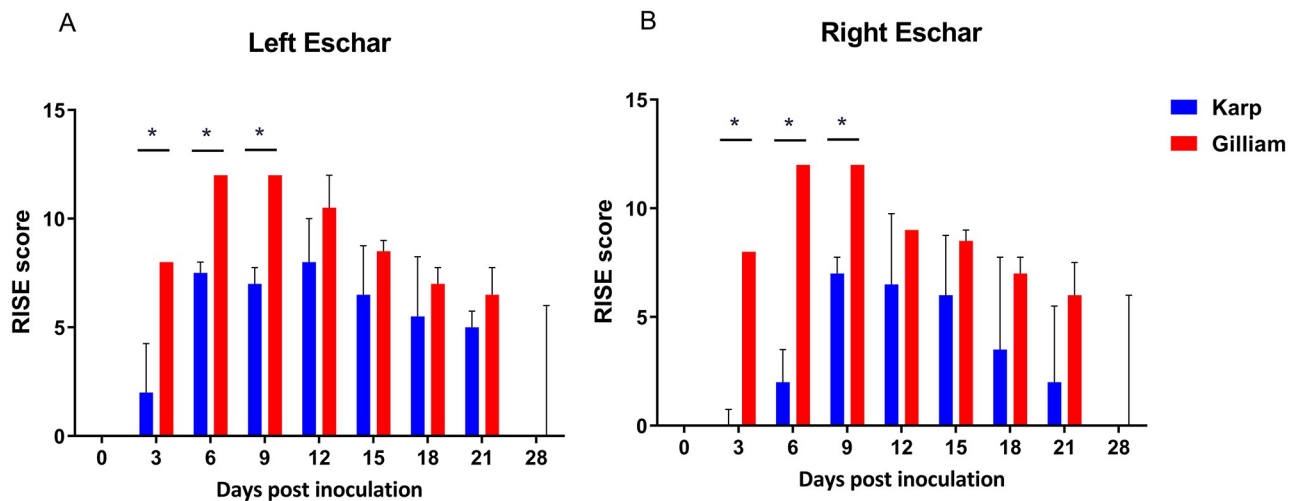 A
Left Eschar
15
10
5
0
RISE score
* * *
0 3 6 9 12 15 18 21 28
Days post inoculation
B
Right Eschar
15
10
5
0
RISE score
* * *
0 3 6 9 12 15 18 21 28
Days post inoculation
Karp
Gilliam